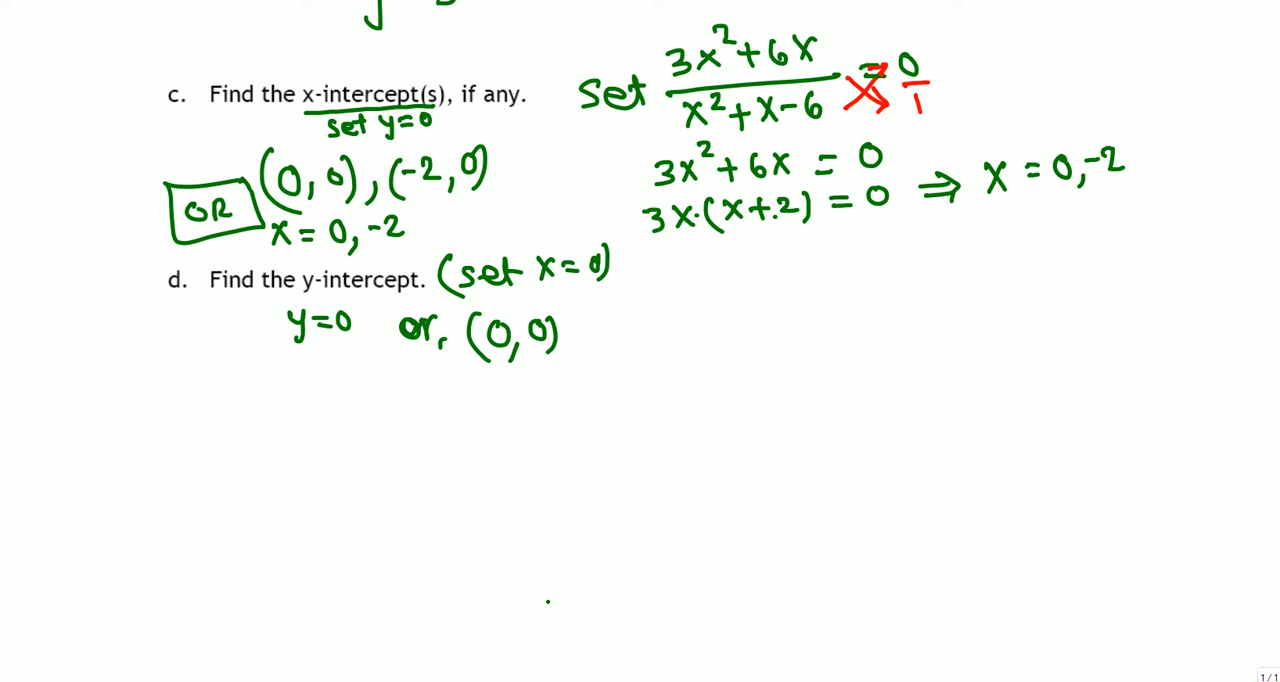 y = 3
set (3x²+6x)/(x²+x-6) = 0/1
c. Find the x-intercept(s), if any.
set y=0
3x²+6x = 0
(0,0),(-2,0)
3x·(x+2) = 0 ⇒ x = 0,-2
OR
x = 0,-2
d. Find the y-intercept. (set x=0)
y=0 or, (0,0)
1/1